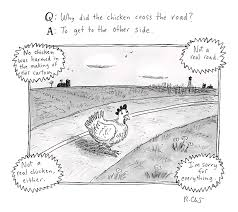 Q: Why did the chicken cross the road?
A: To get to the other side.
No chicken
was harmed in
the making of
this cartoon.
Not a
real road.
Not a
real chicken,
either.
I'm sorry
for
everything.
R. Chst